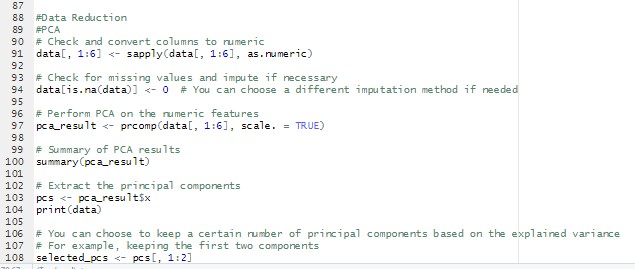 87
88 #Data Reduction
89 #PCA
90 # Check and convert columns to numeric
91 data[, 1:6] <- sapply(data[, 1:6], as.numeric)
92
93 # Check for missing values and impute if necessary
94 data[is.na(data)] <- 0  # You can choose a different imputation method if needed
95
96 # Perform PCA on the numeric features
97 pca_result <- prcomp(data[, 1:6], scale. = TRUE)
98
99 # Summary of PCA results
100 summary(pca_result)
101
102 # Extract the principal components
103 pcs <- pca_result$x
104 print(data)
105
106 # You can choose to keep a certain number of principal components based on the explained variance
107 # For example, keeping the first two components
108 selected_pcs <- pcs[, 1:2]